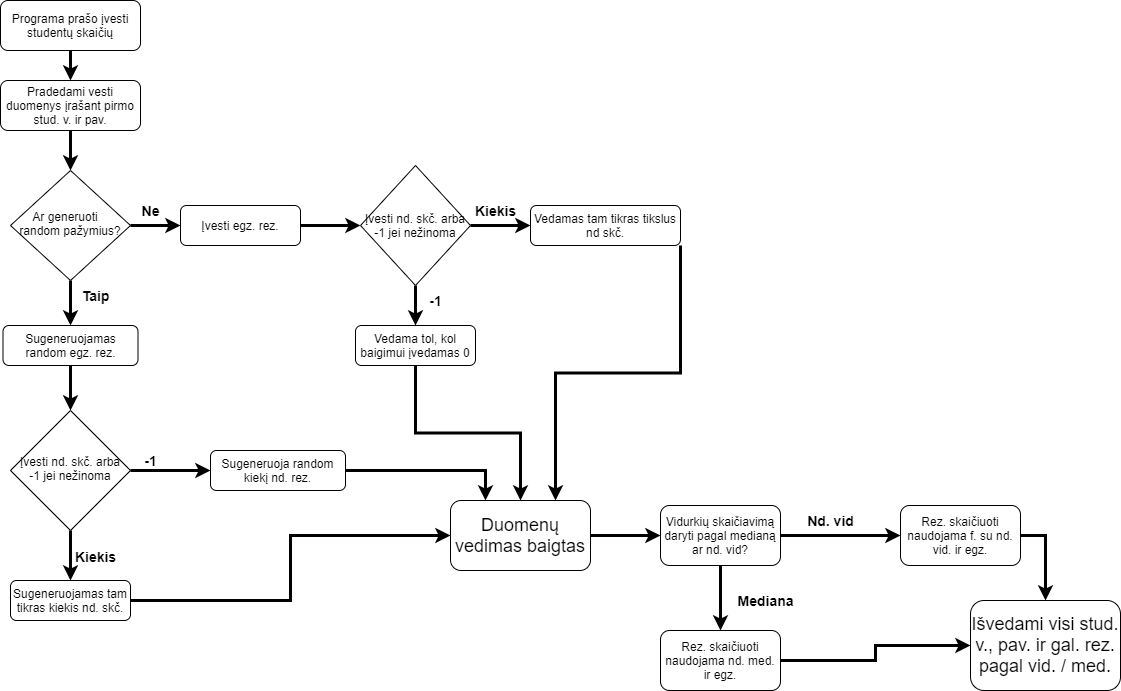 Programa prašo įvesti
studentų skaičių
Pradedami vesti
duomenys įrašant pirmo
stud. v. ir pav.
Ar generuoti
random pažymius?
Ne
Įvesti egz. rez.
Įvesti nd. skč. arba
-1 jei nežinoma
Kiekis
Vedamas tam tikras tikslus
nd skč.
Taip
-1
Sugeneruojamas
random egz. rez.
Vedama tol, kol
baigimui įvedamas 0
Įvesti nd. skč. arba
-1 jei nežinoma
-1
Sugeneruoja random
kiekį nd. rez.
Kiekis
Sugeneruojamas tam
tikras kiekis nd. skč.
Duomenų
vedimas baigtas
Vidurkių skaičiavimą
daryti pagal medianą
ar nd. vid?
Nd. vid
Rez. skaičiuoti
naudojama f. su nd.
vid. ir egz.
Mediana
Rez. skaičiuoti
naudojama nd. med.
ir egz.
Išvedami visi stud.
v., pav. ir gal. rez.
pagal vid. / med.